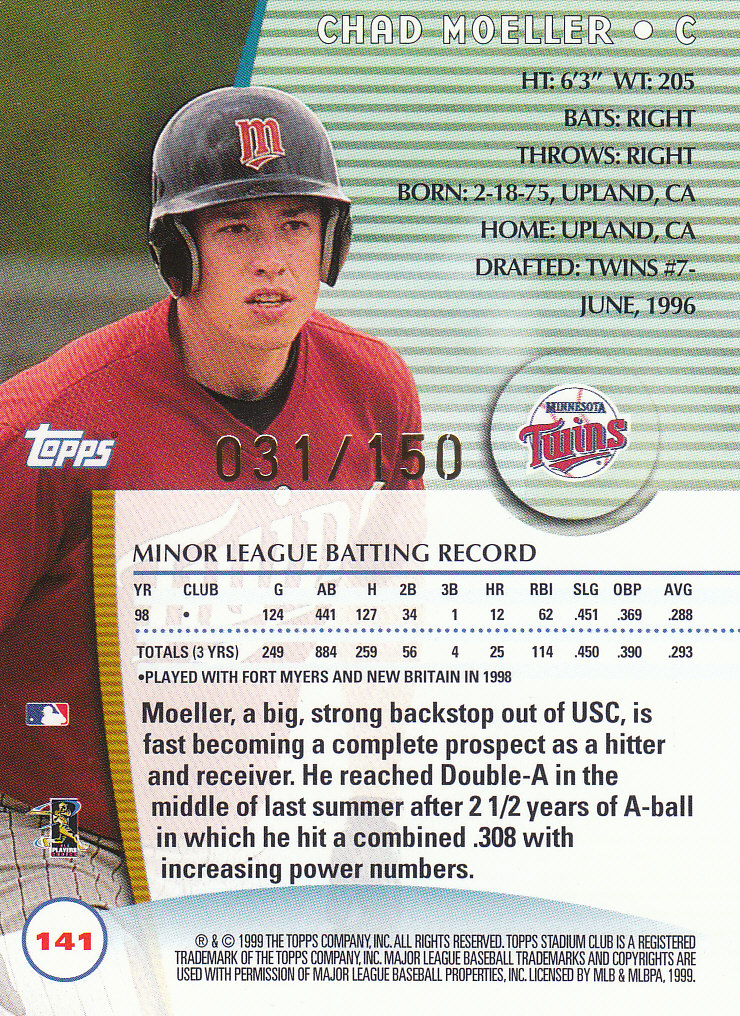 CHAD MOELLER • C
HT: 6'3" WT: 205
BATS: RIGHT
THROWS: RIGHT
BORN: 2-18-75, UPLAND, CA
HOME: UPLAND, CA
DRAFTED: TWINS #7-
JUNE, 1996
m
MINNESOTA
Twins
Topps
031/150
MINOR LEAGUE BATTING RECORD
YR CLUB G AB H 2B 3B HR RBI SLG OBP AVG
98 • 124 441 127 34 1 12 62 .451 .369 .288
TOTALS (3 YRS) 249 884 259 56 4 25 114 .450 .390 .293
•PLAYED WITH FORT MYERS AND NEW BRITAIN IN 1998
Moeller, a big, strong backstop out of USC, is
fast becoming a complete prospect as a hitter
and receiver. He reached Double-A in the
middle of last summer after 2 1/2 years of A-ball
in which he hit a combined .308 with
increasing power numbers.
PLAYERS
141
® & © 1999 THE TOPPS COMPANY, INC. ALL RIGHTS RESERVED. TOPPS STADIUM CLUB IS A REGISTERED
TRADEMARK OF THE TOPPS COMPANY, INC. MAJOR LEAGUE BASEBALL TRADEMARKS AND COPYRIGHTS ARE
USED WITH PERMISSION OF MAJOR LEAGUE BASEBALL PROPERTIES, INC. LICENSED BY MLB & MLBPA, 1999.